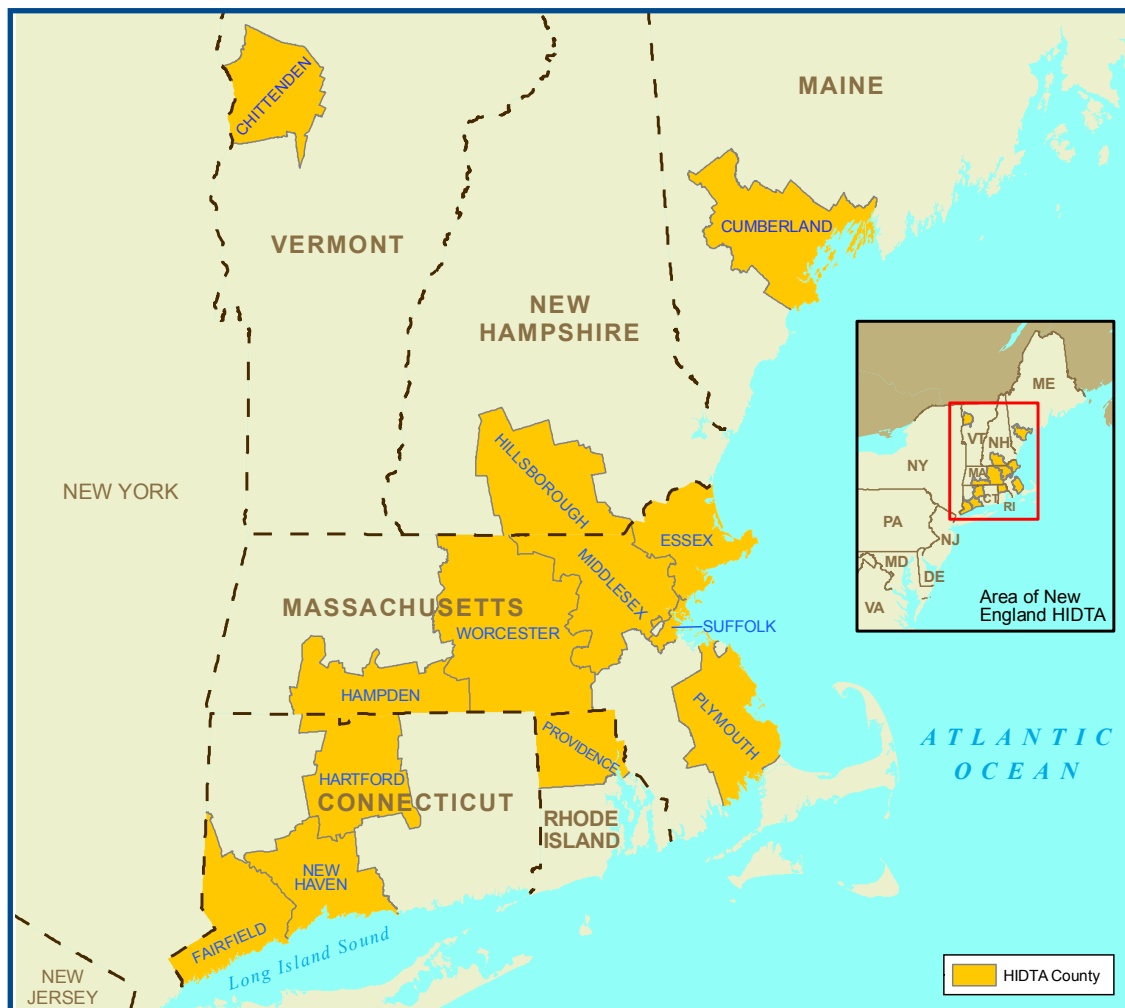 MAINE
CHITTENDEN
VERMONT
CUMBERLAND
NEW
HAMPSHIRE
NEW YORK
HILLSBOROUGH
ESSEX
MIDDLESEX
MASSACHUSETTS
WORCESTER
SUFFOLK
HAMPDEN
PLYMOUTH
PROVIDENCE
HARTFORD
CONNECTICUT
RHODE
ISLAND
NEW
HAVEN
FAIRFIELD
Long Island Sound
NEW
JERSEY
ATLANTIC
OCEAN
ME
VT
NH
NY
MA
CT
RI
PA
NJ
MD
DE
VA
Area of New
England HIDTA
HIDTA County